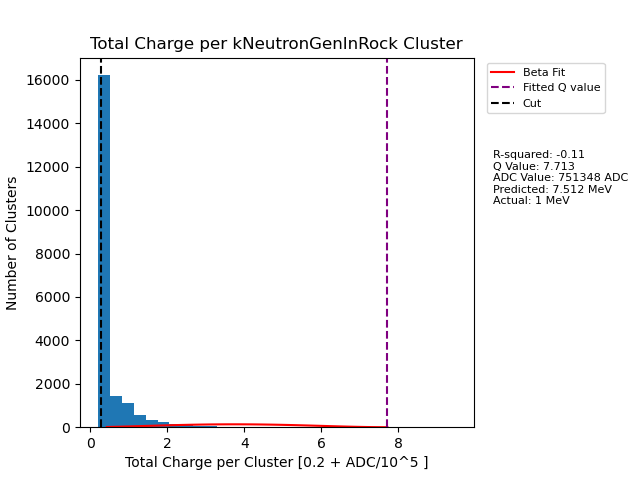 Total Charge per kNeutronGenInRock Cluster
Beta Fit
Fitted Q value
Cut
R-squared: -0.11
Q Value: 7.713
ADC Value: 751348 ADC
Predicted: 7.512 MeV
Actual: 1 MeV
Number of Clusters
16000
14000
12000
10000
8000
6000
4000
2000
0
0 2 4 6 8
Total Charge per Cluster [0.2 + ADC/10^5 ]